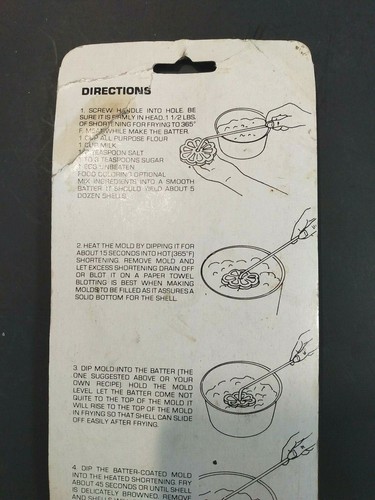 DIRECTIONS
1. SCREW HANDLE INTO HOLE. BE
SURE IT IS FIRMLY IN HEAD. 1 1/2 LBS.
OF SHORTENING FOR FRYING TO 365°
F. MEANWHILE MAKE THE BATTER.
1 CUP ALL PURPOSE FLOUR
1 CUP MILK
TEASPOON SALT
TO 3 TEASPOONS SUGAR
1 EGG UNBEATEN
FOOD COLORING OPTIONAL
MIX INGREDIENTS INTO A SMOOTH
BATTER. IT SHOULD YIELD ABOUT 5
DOZEN SHELLS.
2. HEAT THE MOLD BY DIPPING IT FOR
ABOUT 15 SECONDS INTO HOT (365°F)
SHORTENING. REMOVE MOLD AND
LET EXCESS SHORTENING DRAIN OFF
OR BLOT IT ON A PAPER TOWEL.
BLOTTING IS BEST WHEN MAKING
MOLDS TO BE FILLED AS IT ASSURES A
SOLID BOTTOM FOR THE SHELL.
3 DIP MOLD INTO THE BATTER (THE
ONE SUGGESTED ABOVE OR YOUR
OWN RECIPE) HOLD THE MOLD
LEVEL. LET THE BATTER COME NOT
QUITE TO THE TOP OF THE MOLD IT
WILL RISE TO THE TOP OF THE MOLD
IN FRYING SO THAT SHELL CAN SLIDE
OFF EASILY AFTER FRYING.
4 DIP THE BATTER-COATED MOLD
INTO THE HEATED SHORTENING. FRY
ABOUT 45 SECONDS OR UNTIL SHELL
IS DELICATELY BROWNED. REMOVE